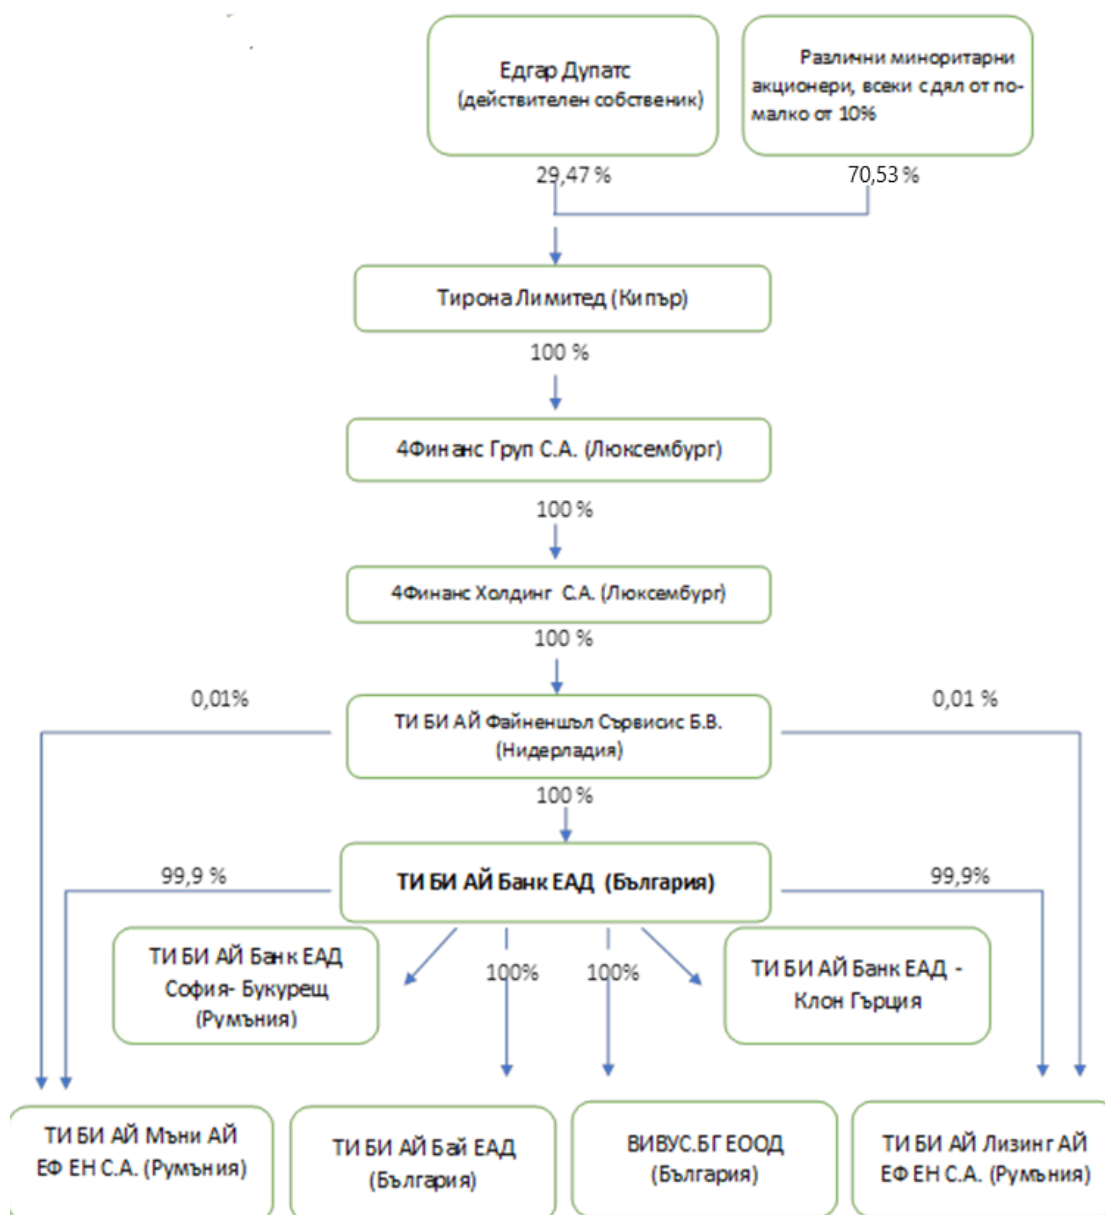 Едгар Дупатс
(действителен собственик)
Различни миноритарни
акционери, всеки с дял от по-
малко от 10%
29,47 %
70,53 %
Тирона Лимитед (Кипър)
100 %
4Финанс Груп С.А. (Люксембург)
100 %
4Финанс Холдинг С.А. (Люксембург)
100 %
0,01%
0,01 %
ТИ БИ АЙ Файненшъл Сървисис Б.В.
(Нидерладия)
100 %
99,9 %
ТИ БИ АЙ Банк ЕАД (България)
99,9%
ТИ БИ АЙ Банк ЕАД
София- Букурещ
(Румъния)
100%
100%
ТИ БИ АЙ Банк ЕАД -
Клон Гърция
ТИ БИ АЙ Мъни АЙ
ЕФ ЕН С.А. (Румъния)
ТИ БИ АЙ Бай ЕАД
(България)
ВИВУС.БГ ЕООД
(България)
ТИ БИ АЙ Лизинг АЙ
ЕФ ЕН С.А. (Румъния)